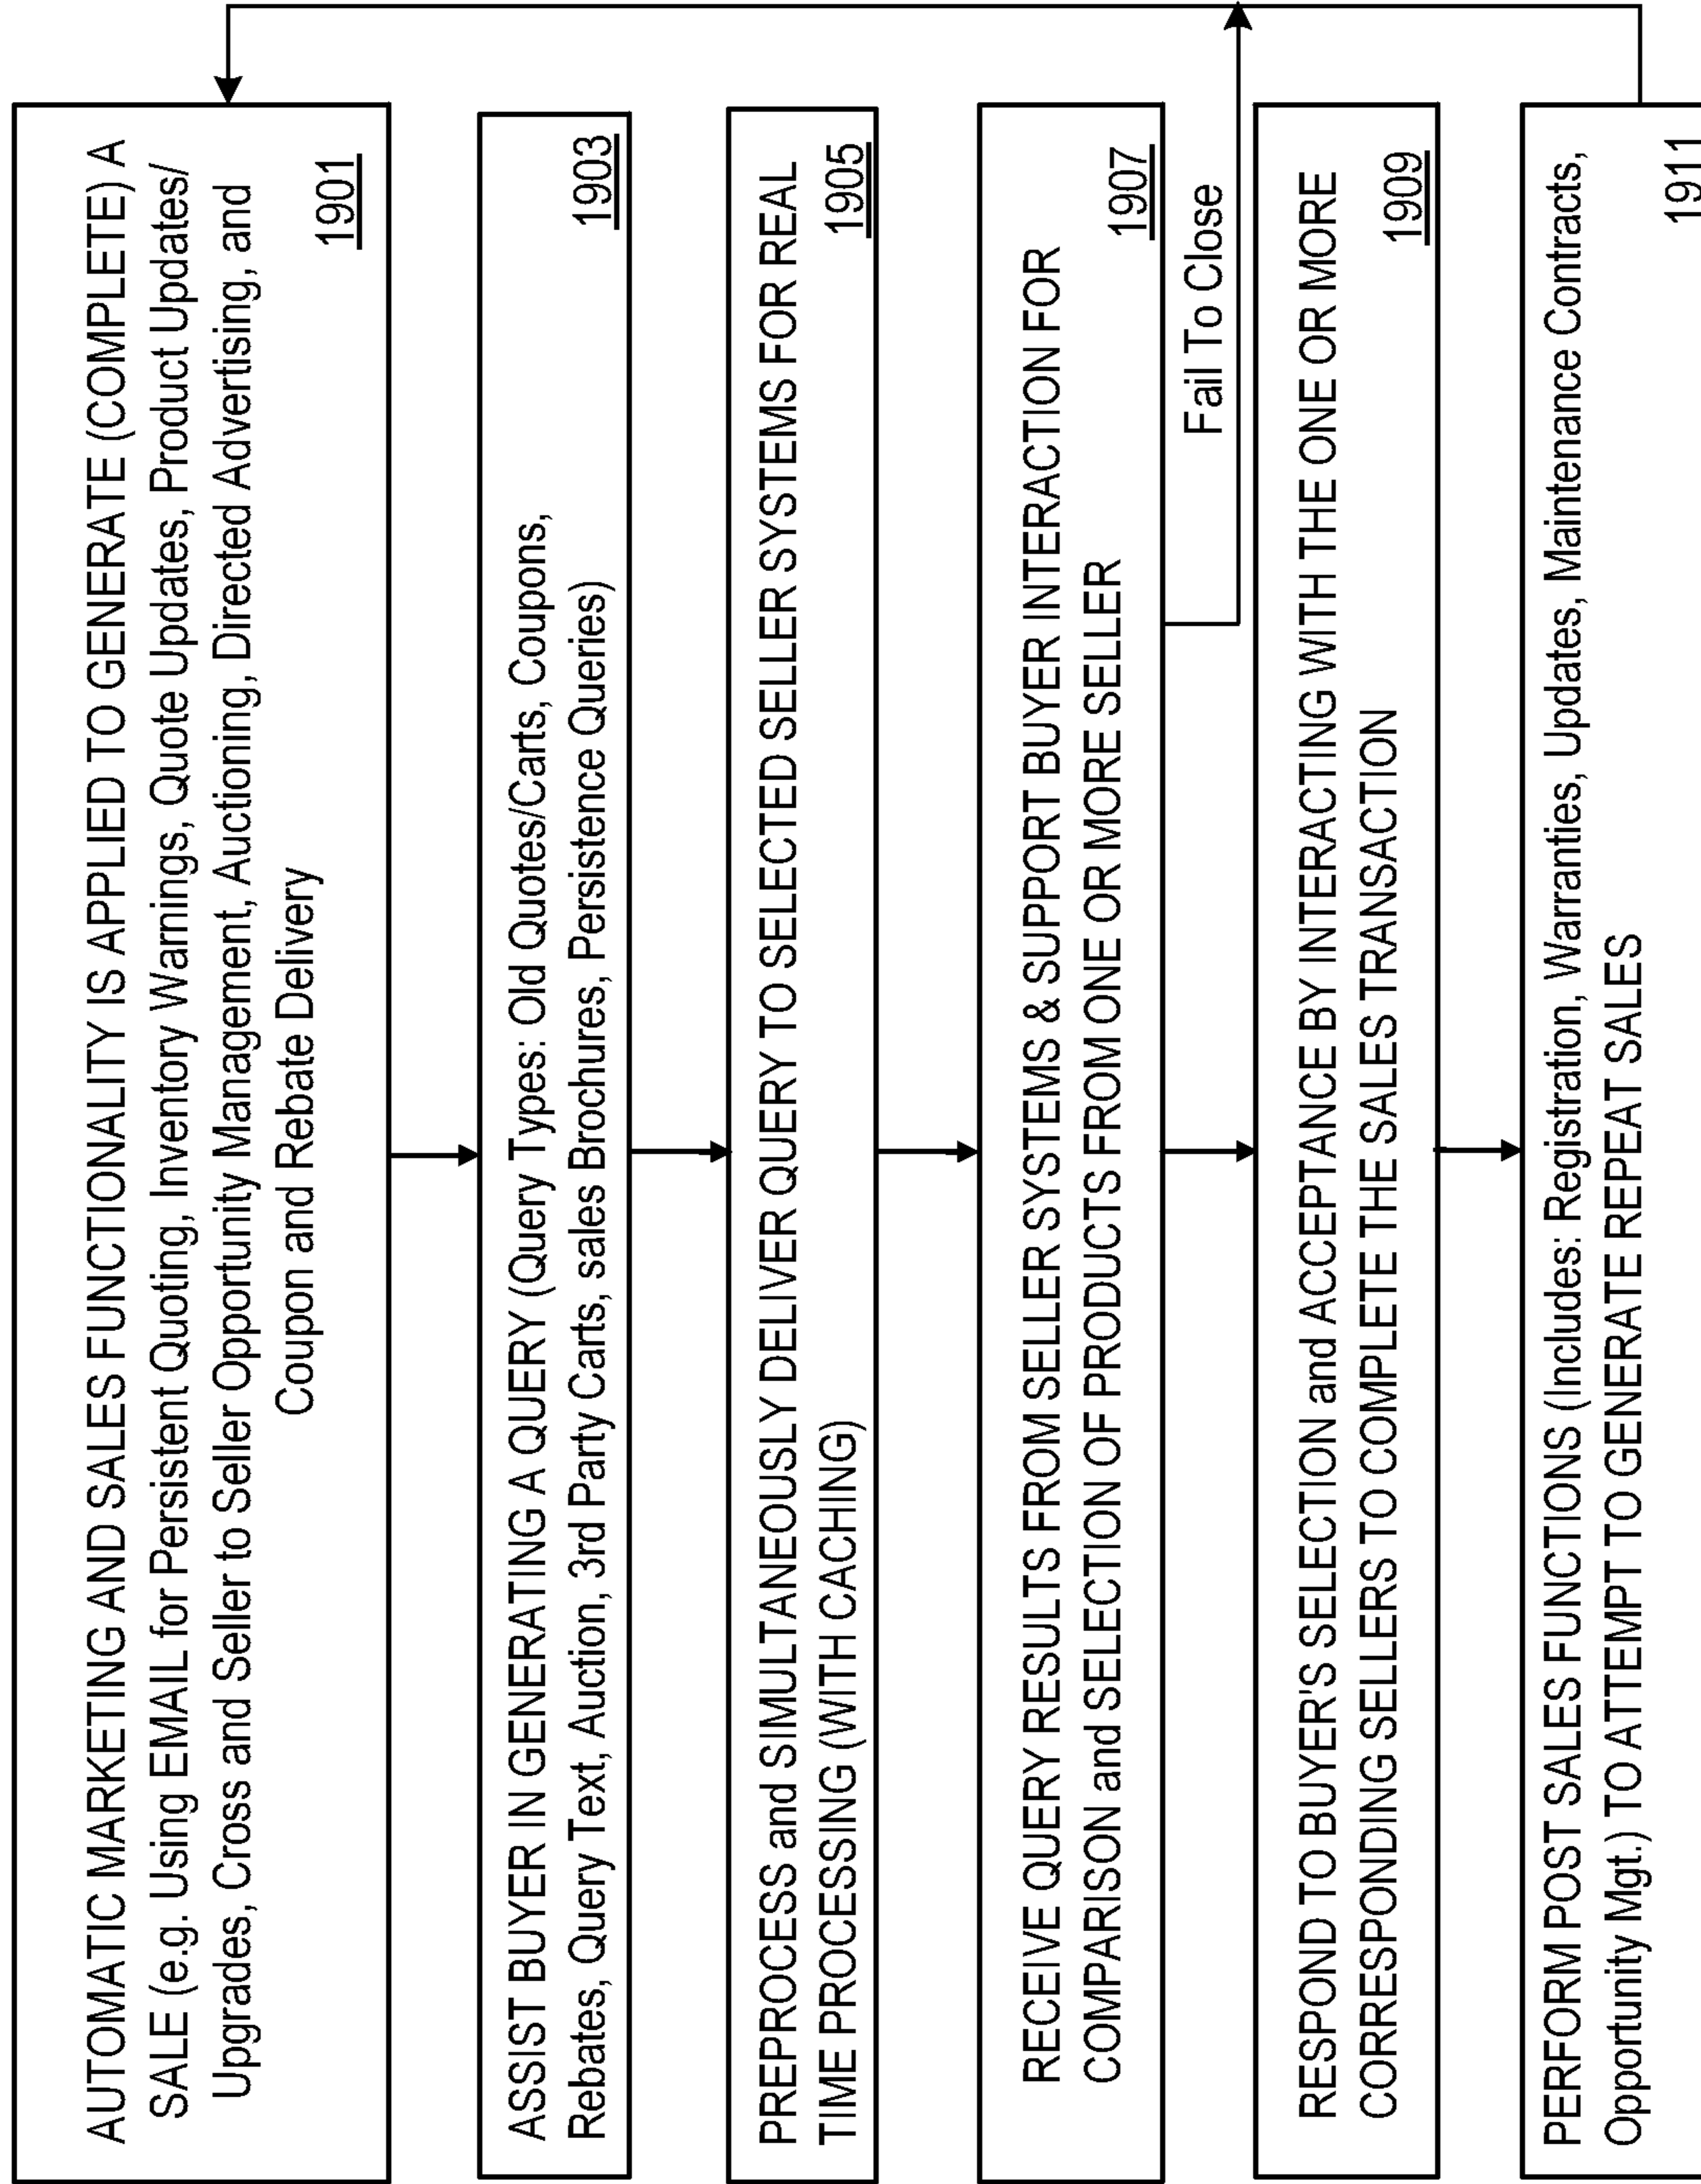 AUTOMATIC MARKETING AND SALES FUNCTIONALITY IS APPLIED TO GENERATE (COMPLETE) A
SALE (e.g. Using EMAIL for Persistent Quoting, Inventory Warnings, Quote Updates, Product Updates/
Upgrades, Cross and Seller to Seller Opportunity Management, Auctioning, Directed Advertising, and
Coupon and Rebate Delivery
1901
ASSIST BUYER IN GENERATING A QUERY (Query Types: Old Quotes/Carts, Coupons,
Rebates, Query Text, Auction, 3rd Party Carts, sales Brochures, Persistence Queries)
1903
PREPROCESS and SIMULTANEOUSLY DELIVER QUERY TO SELECTED SELLER SYSTEMS FOR REAL
TIME PROCESSING (WITH CACHING)
1905
RECEIVE QUERY RESULTS FROM SELLER SYSTEMS & SUPPORT BUYER INTERACTION FOR
COMPARISON and SELECTION OF PRODUCTS FROM ONE OR MORE SELLER
1907
Fail To Close
RESPOND TO BUYER'S SELECTION and ACCEPTANCE BY INTERACTING WITH THE ONE OR MORE
CORRESPONDING SELLERS TO COMPLETE THE SALES TRANSACTION
1909
PERFORM POST SALES FUNCTIONS (Includes: Registration, Warranties, Updates, Maintenance Contracts,
Opportunity Mgt.) TO ATTEMPT TO GENERATE REPEAT SALES
1911